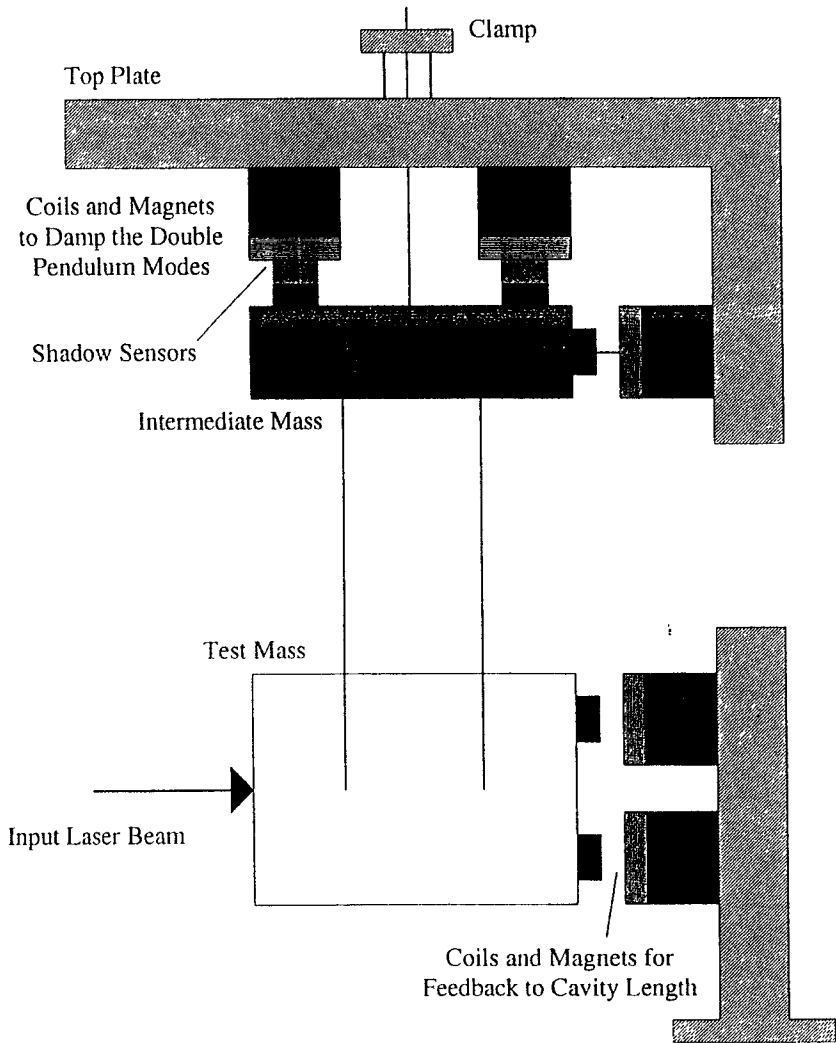 Clamp
Top Plate
Coils and Magnets
to Damp the Double
Pendulum Modes
Shadow Sensors
Intermediate Mass
Test Mass
Input Laser Beam
Coils and Magnets for
Feedback to Cavity Length